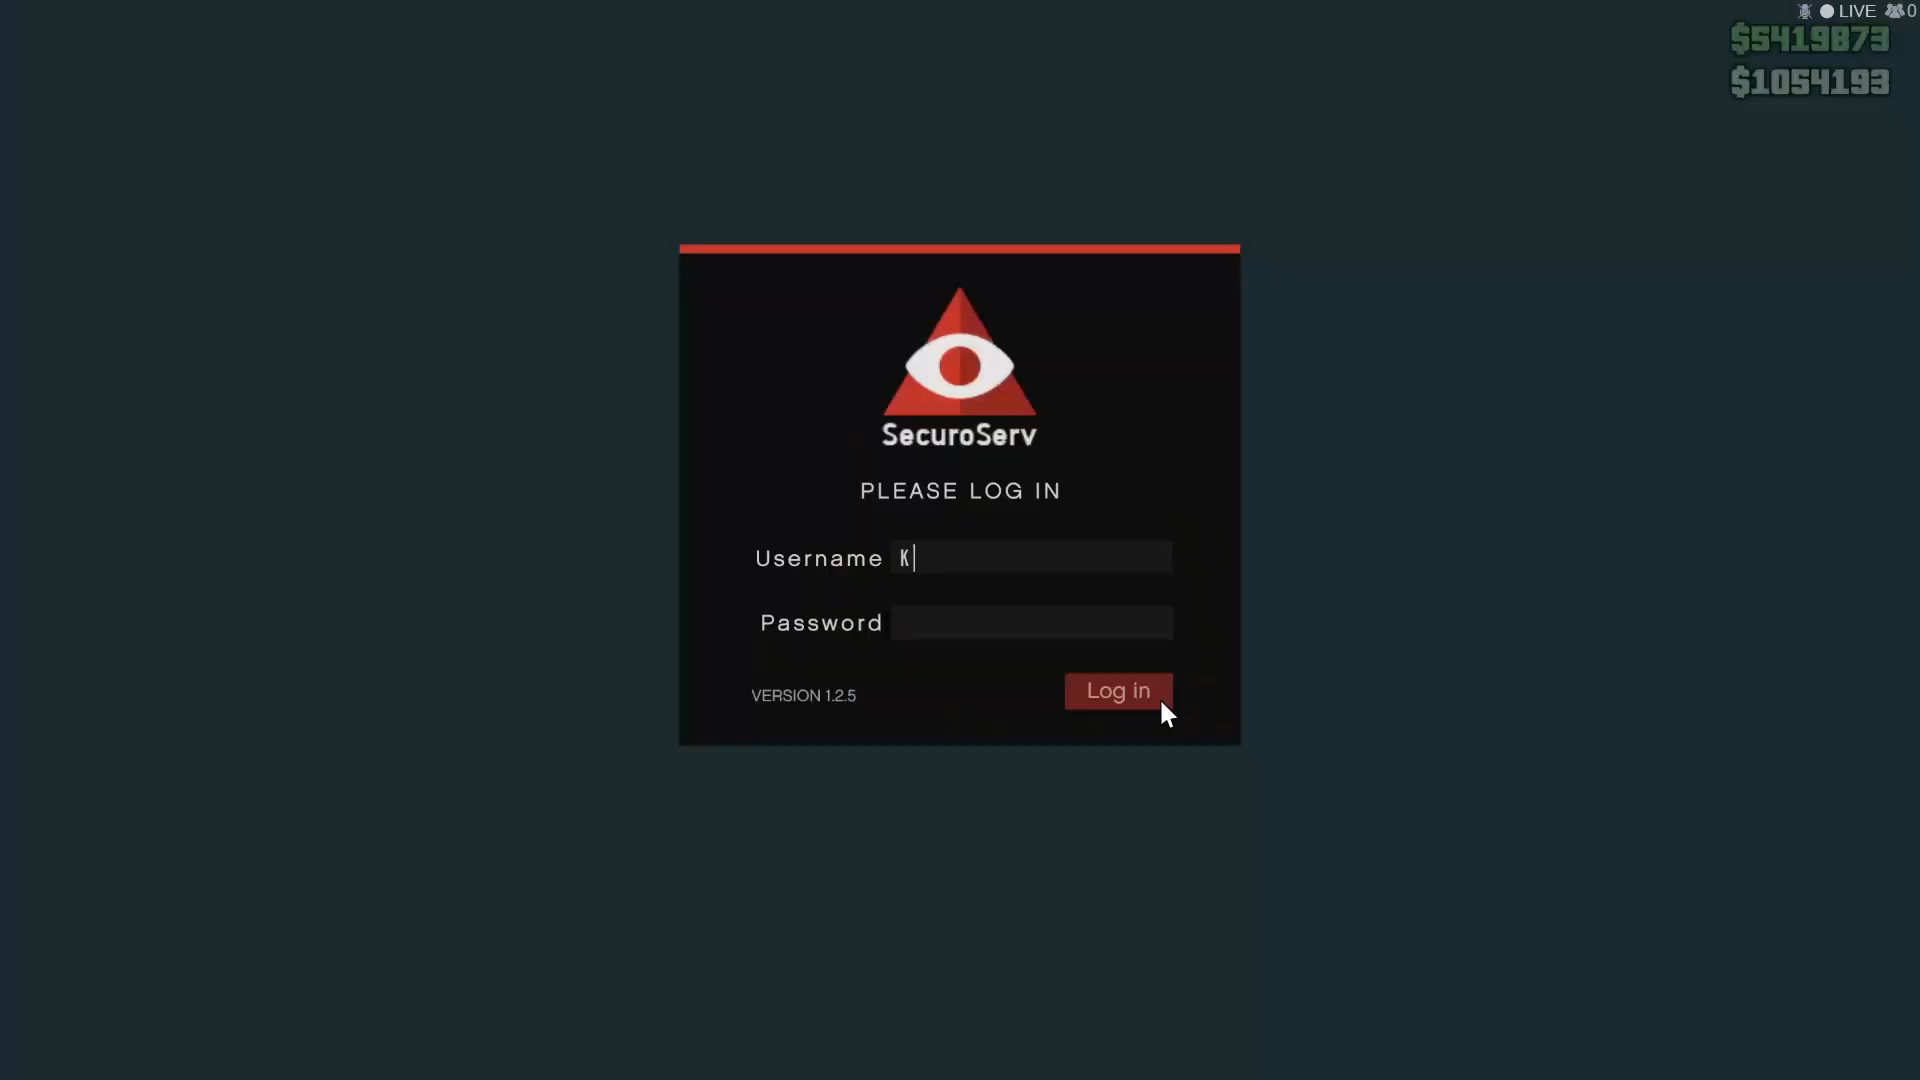 LIVE 0
$5419873
$1054193
SecuroServ
PLEASE LOG IN
Username K
Password
VERSION 1.2.5
Log in